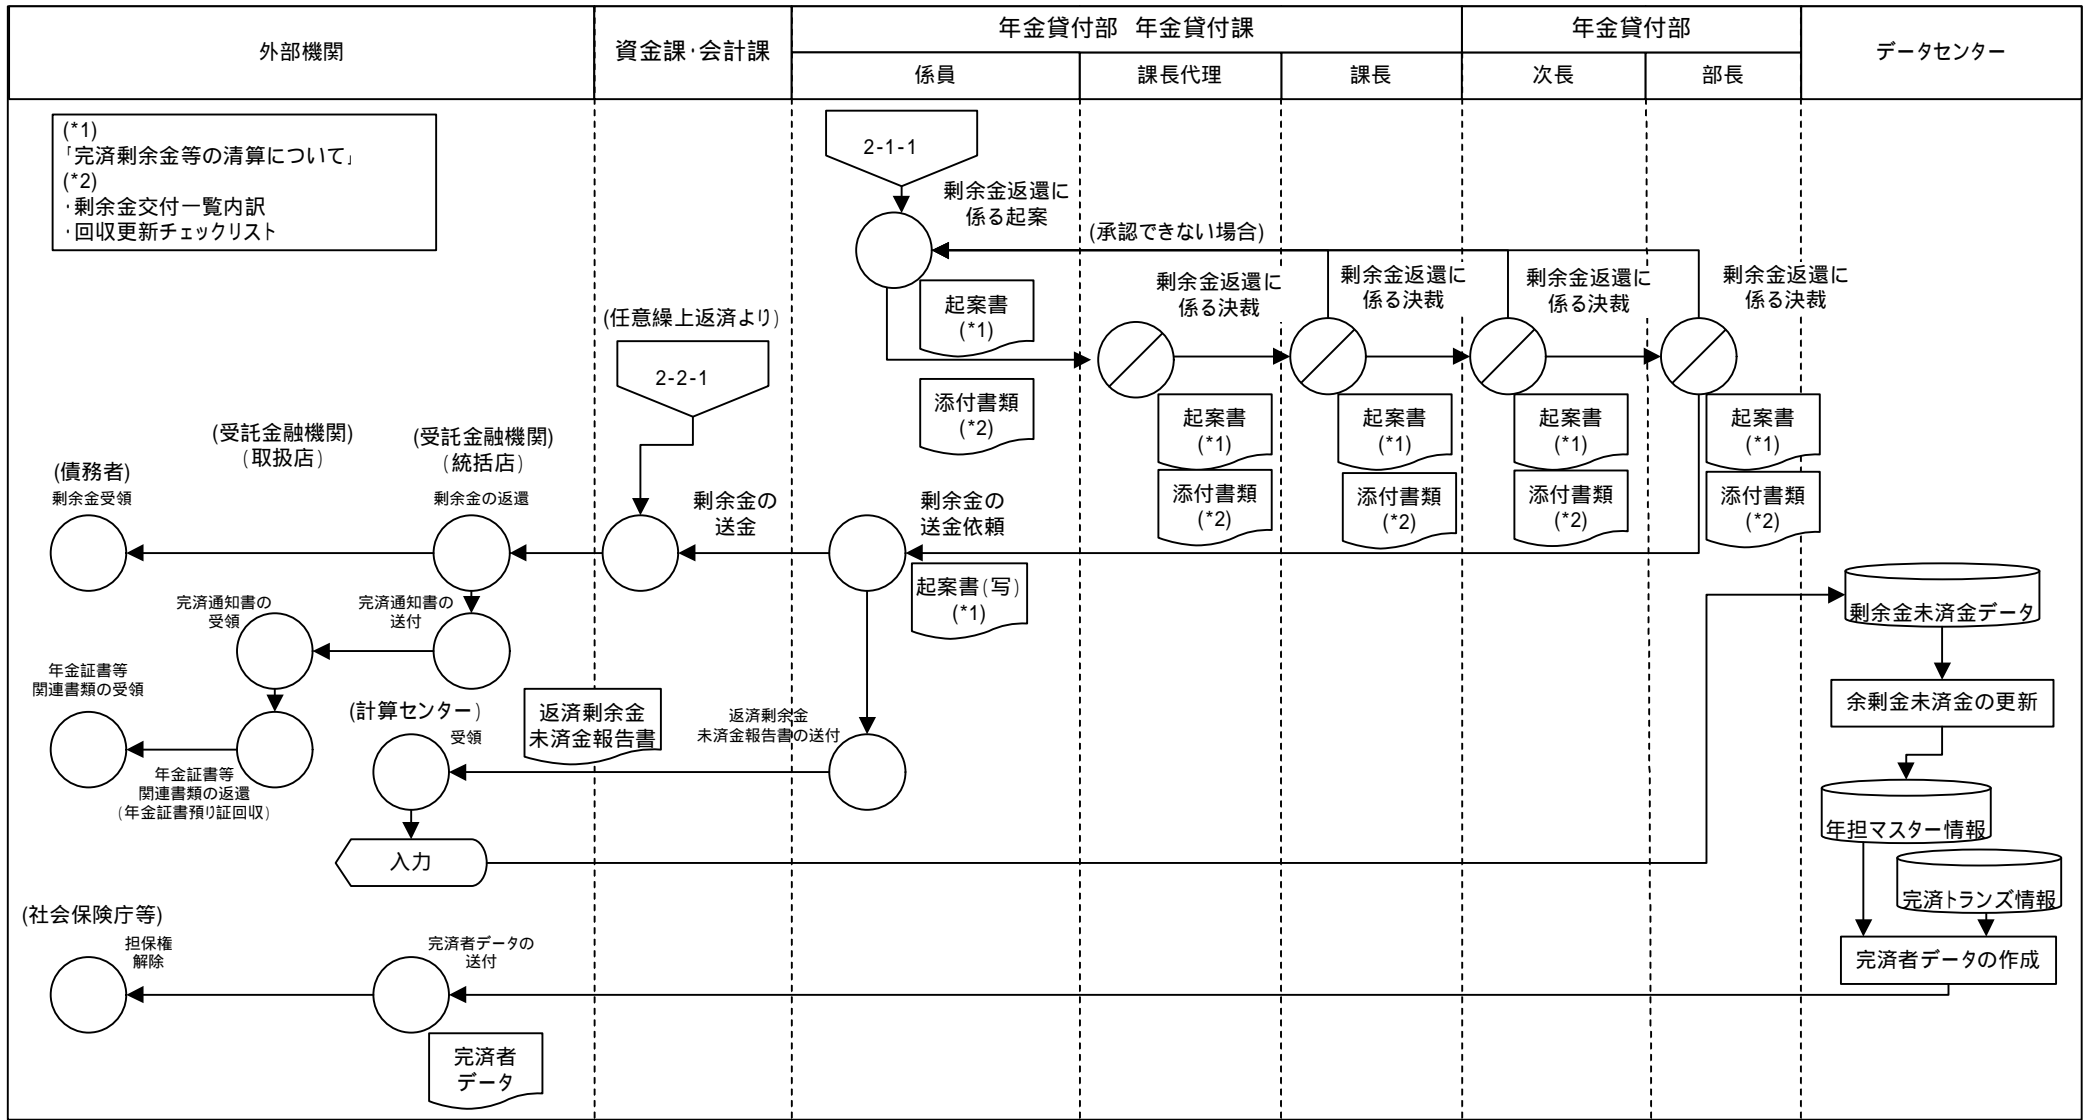 外部機関
資金課・会計課
年金貸付部 年金貸付課
年金貸付部
データセンター
係員
課長代理
課長
次長
部長
(*1)
「完済剰余金等の清算について」
(*2)
・剰余金交付一覧内訳
・回収更新チェックリスト
2-1-1
剰余金返還に
係る起案
(承認できない場合)
起案書
(*1)
添付書類
(*2)
剰余金返還に
係る決裁
剰余金返還に
係る決裁
剰余金返還に
係る決裁
剰余金返還に
係る決裁
起案書
(*1)
添付書類
(*2)
起案書
(*1)
添付書類
(*2)
起案書
(*1)
添付書類
(*2)
起案書
(*1)
添付書類
(*2)
(任意繰上返済より)
2-2-1
(債務者)
剰余金受領
(受託金融機関)
(取扱店)
(受託金融機関)
(統括店)
剰余金の返還
剰余金の
送金
剰余金の
送金依頼
起案書(写)
(*1)
完済通知書の
受領
完済通知書の
送付
年金証書等
関連書類の受領
年金証書等
関連書類の返還
(年金証書預り証回収)
(計算センター)
受領
返済剰余金
未済金報告書
返済剰余金
未済金報告書の送付
入力
剰余金未済金データ
余剰金未済金の更新
年担マスター情報
完済トランズ情報
完済者データの作成
(社会保険庁等)
担保権
解除
完済者データの
送付
完済者
データ